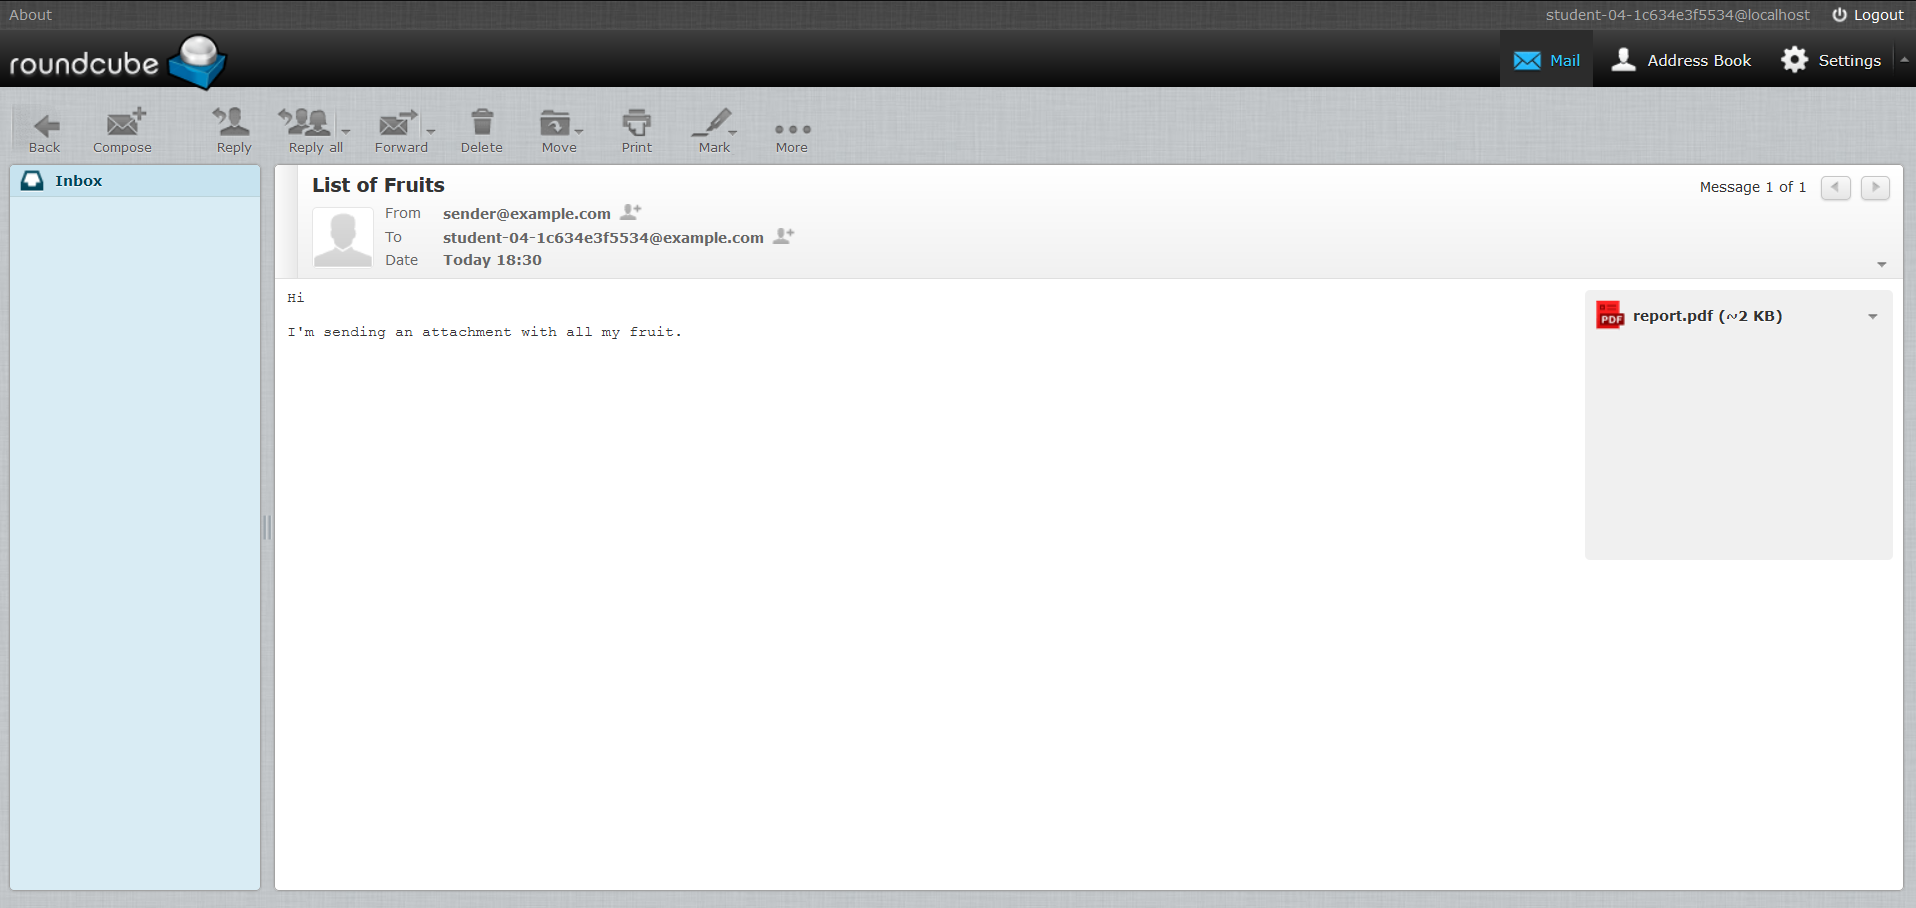 About
student-04-1c634e3f5534@localhost
Logout
roundcube
Mail
Address Book
Settings
Back
Compose
Reply
Reply all
Forward
Delete
Move
Print
Mark
More
Inbox
List of Fruits
Message 1 of 1
From sender@example.com
To student-04-1c634e3f5534@example.com
Date Today 18:30
Hi
I'm sending an attachment with all my fruit.
PDF
report.pdf (~2 KB)